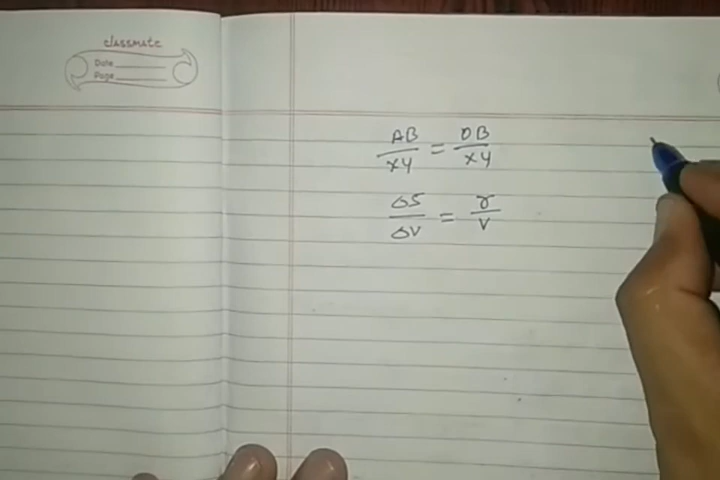 classmate
Date
Page
AB/XY = OB/XY
ΔS/ΔV = r/V